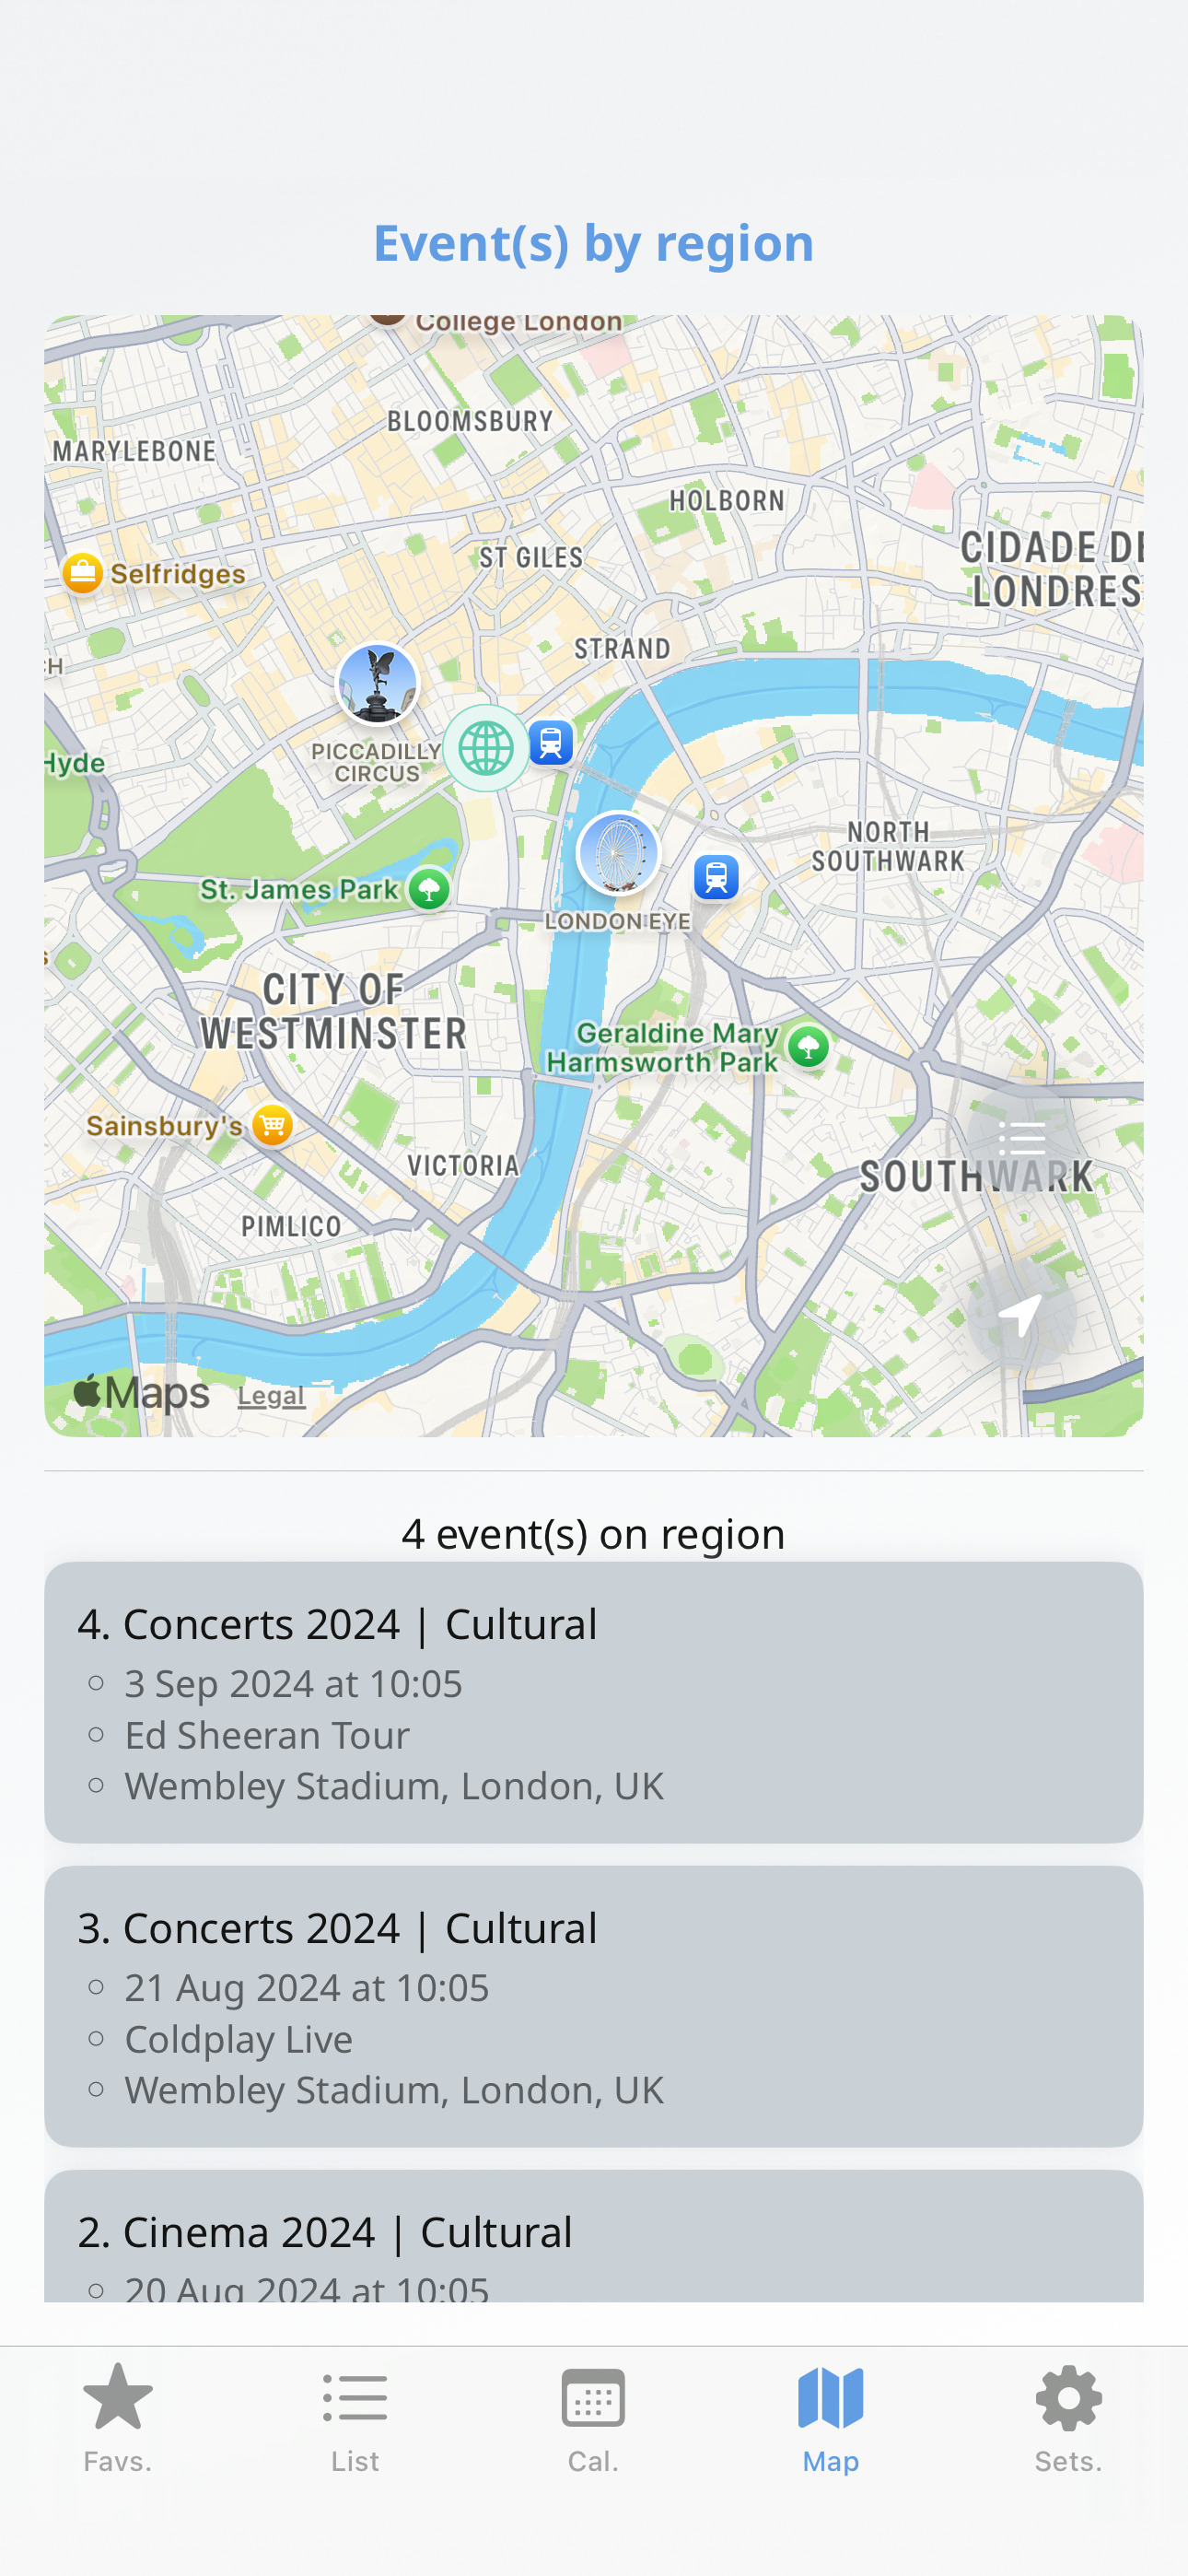 Event(s) by region
College London
BLOOMSBURY
MARYLEBONE
HOLBORN
ST GILES
CIDADE DE
LONDRES
Selfridges
STRAND
CH
PICCADILLY
CIRCUS
Hyde
NORTH
SOUTHWARK
St. James Park
LONDON EYE
s
CITY OF
WESTMINSTER
Geraldine Mary
Harmsworth Park
Sainsbury's
VICTORIA
SOUTHWARK
PIMLICO
Maps Legal
4 event(s) on region
4. Concerts 2024 | Cultural
3 Sep 2024 at 10:05
Ed Sheeran Tour
Wembley Stadium, London, UK
3. Concerts 2024 | Cultural
21 Aug 2024 at 10:05
Coldplay Live
Wembley Stadium, London, UK
2. Cinema 2024 | Cultural
20 Aug 2024 at 10:05
Favs. List Cal. Map Sets.